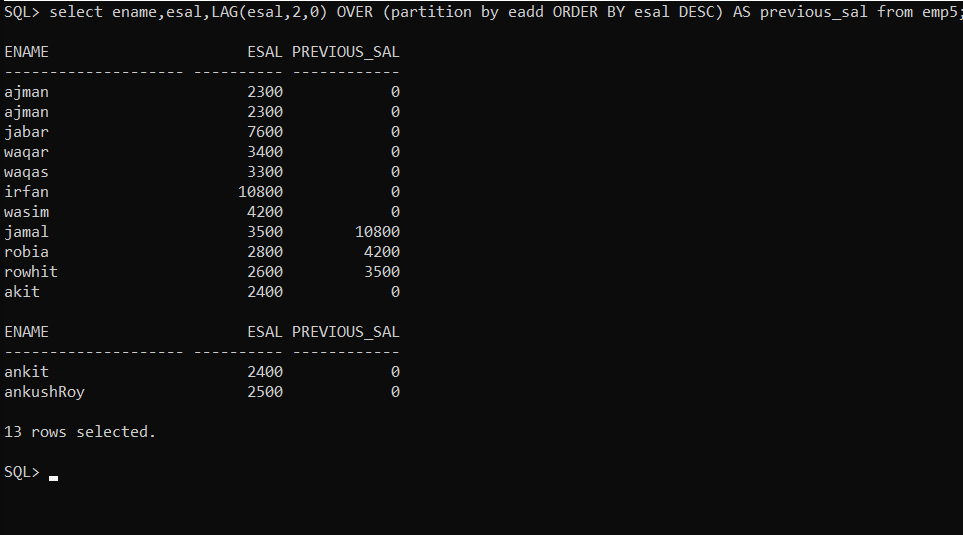 SQL> select ename,esal,LAG(esal,2,0) OVER (partition by eadd ORDER BY esal DESC) AS previous_sal from emp5;
ENAME                      ESAL PREVIOUS_SAL
-------------------- ---------- ------------
ajman                      2300            0
ajman                      2300            0
jabar                      7600            0
waqar                      3400            0
waqas                      3300            0
irfan                     10800            0
wasim                      4200            0
jamal                      3500        10800
robia                      2800         4200
rowhit                     2600         3500
akit                       2400            0
ENAME                      ESAL PREVIOUS_SAL
-------------------- ---------- ------------
ankit                      2400            0
ankushRoy                  2500            0
13 rows selected.
SQL>